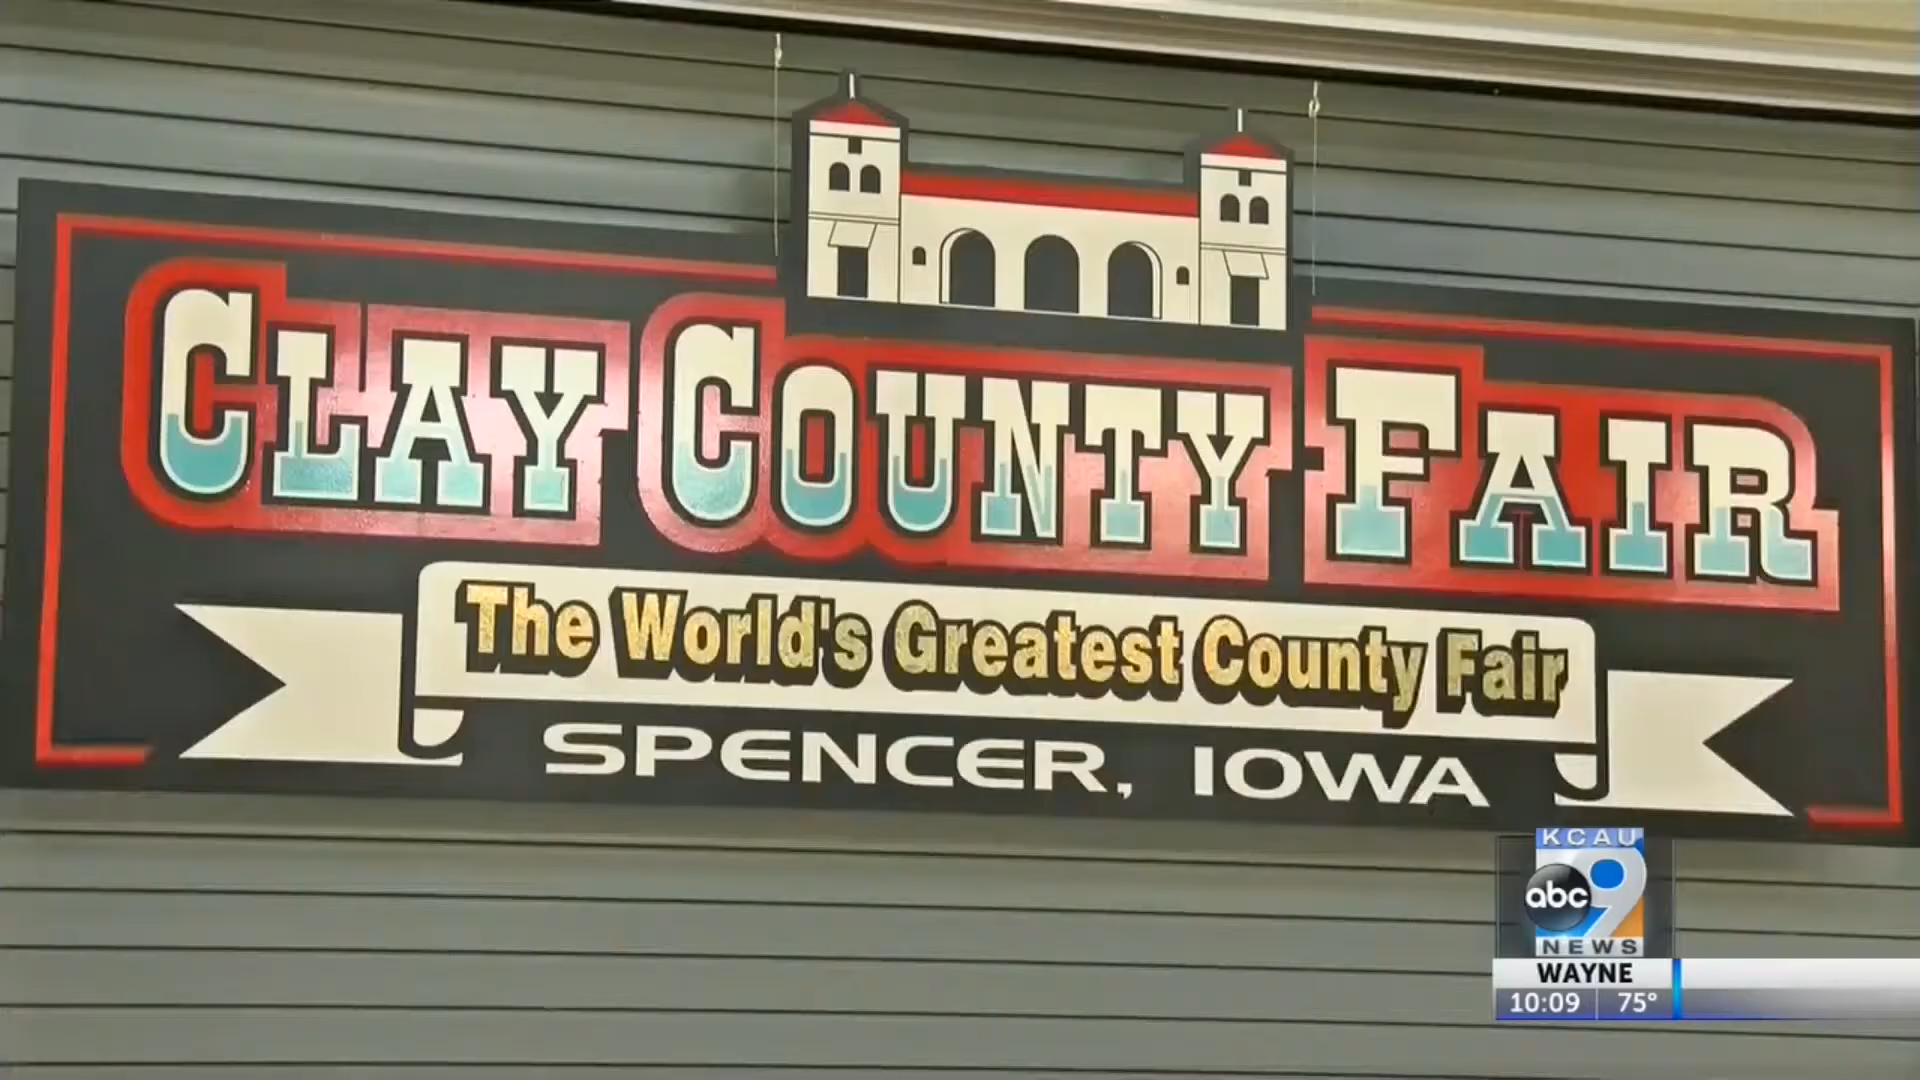 CLAY COUNTY FAIR
The World's Greatest County Fair
SPENCER, IOWA
KCAU
abc 9
NEWS
WAYNE
10:09 75°